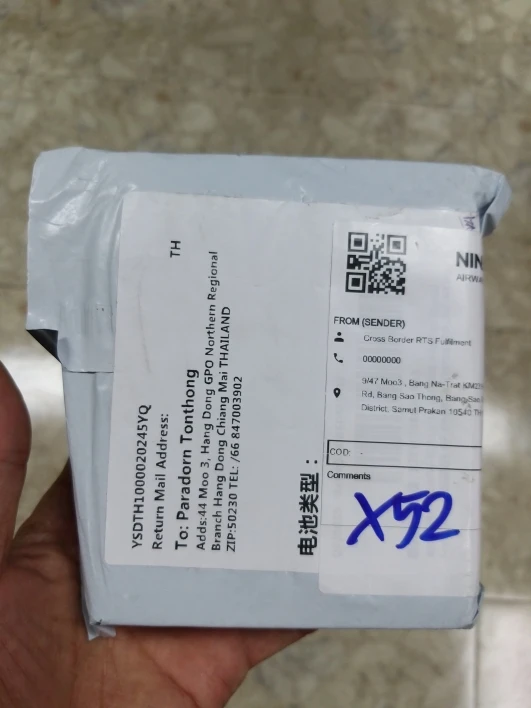 YSDTH1000020245YQ
Return Mail Address:
TH
To: Paradorn Tonthong
Adds:44 Moo 3, Hang Dong GPO Northern Regional
Branch Hang Dong Chiang Mai THAILAND
ZIP:50230 TEL: /66 847003902
电池类型：
NIN
AIRWA
FROM (SENDER)
Cross Border RTS Fulfilment
00000000
9/47 Moo3 , Bang Na-Trat
Rd, Bang Sao Thong, Bang Sao
District, Samut Prakan 10540 TH
COD: -
Comments
X52